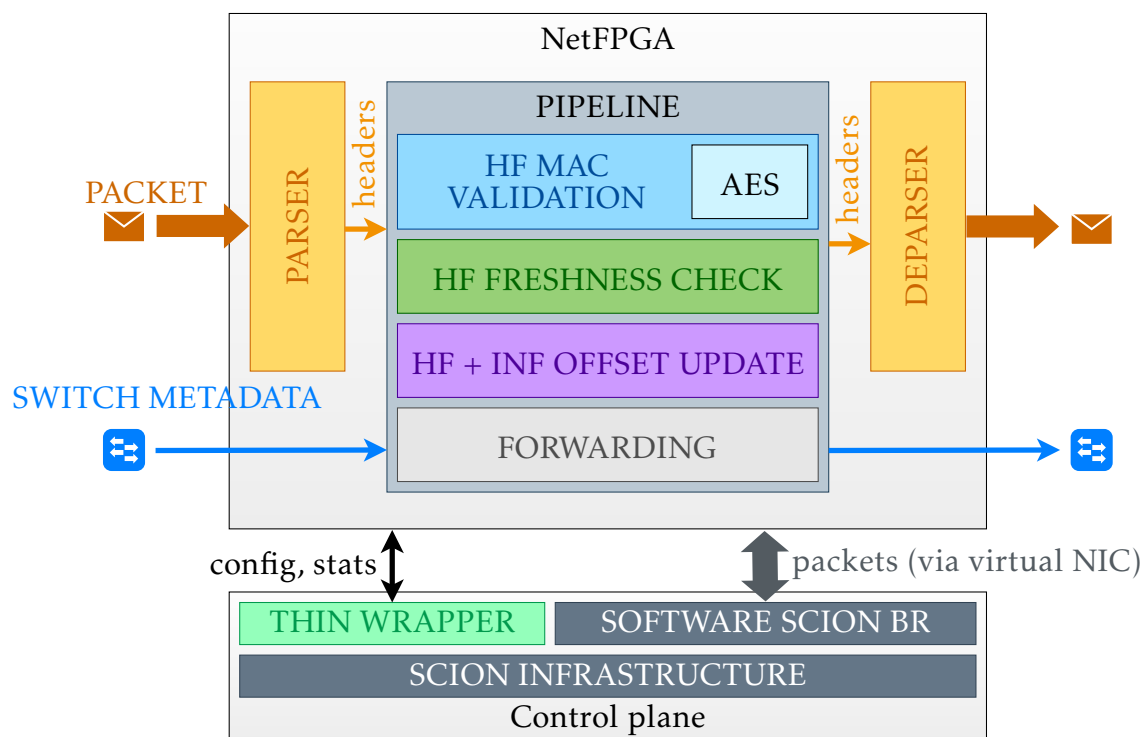 NetFPGA
PIPELINE
PACKET
PARSER
headers
HF MAC
VALIDATION
AES
headers
DEPARSER
HF FRESHNESS CHECK
HF + INF OFFSET UPDATE
SWITCH METADATA
FORWARDING
config, stats
packets (via virtual NIC)
THIN WRAPPER
SOFTWARE SCION BR
SCION INFRASTRUCTURE
Control plane